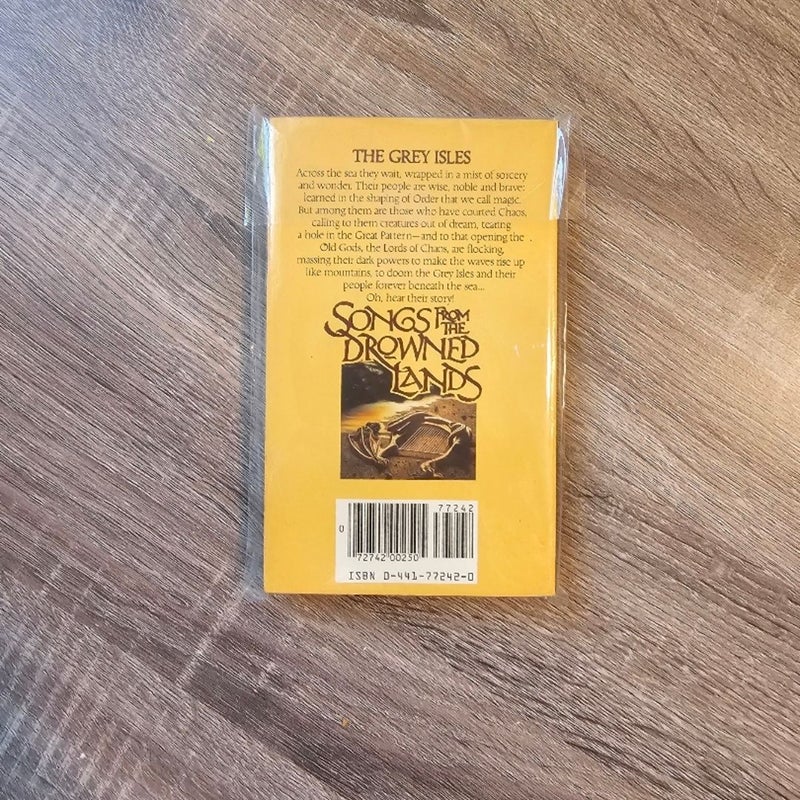 THE GREY ISLES
Across the sea they wait, wrapped in a mist of sorcery
and wonder. Their people are wise, noble and brave;
learned in the shaping of Order that we call magic.
But among them are those who have courted Chaos,
calling to them creatures out of dream, tearing
a hole in the Great Pattern—and to that opening the
Old Gods, the Lords of Chaos, are flocking,
massing their dark powers to make the waves rise up
like mountains, to doom the Grey Isles and their
people forever beneath the sea...
Oh, hear their story!
SONGS FROM
THE
DROWNED
LANDS
77242
0
72742 00250
ISBN 0-441-77242-0